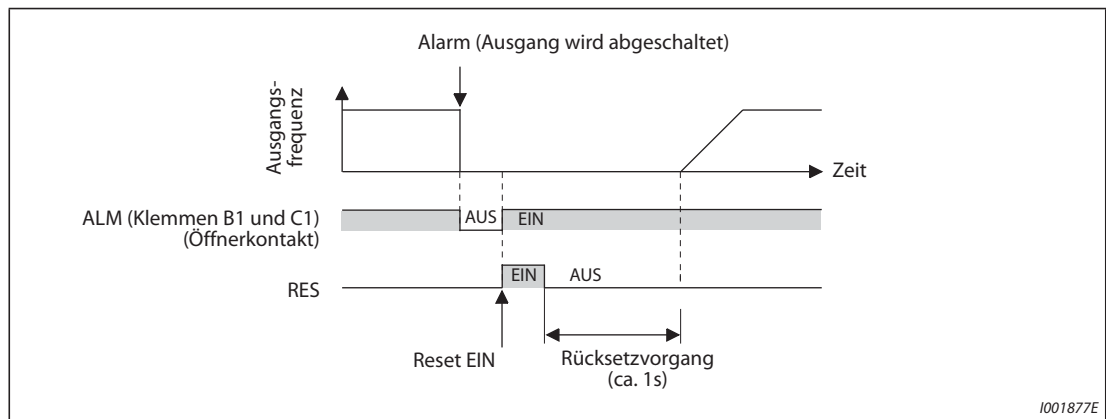 Alarm (Ausgang wird abgeschaltet)
Ausgangs-
frequenz
Zeit
ALM (Klemmen B1 und C1)
(Öffnerkontakt)
AUS
EIN
RES
EIN
AUS
Reset EIN
Rücksetzvorgang
(ca. 1s)
I001877E